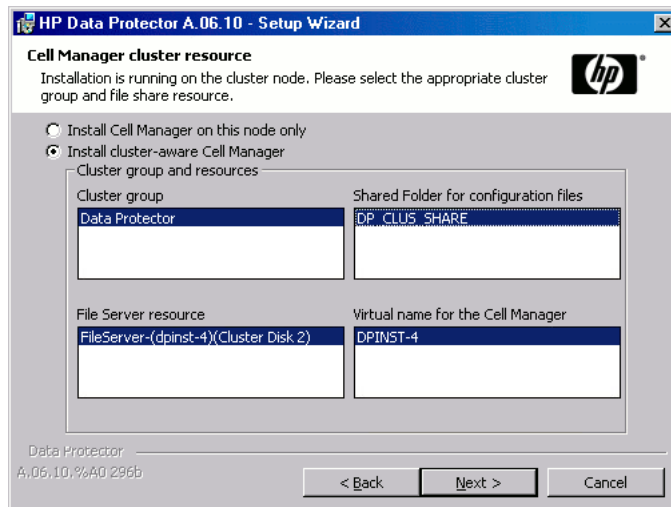 HP Data Protector A.06.10 - Setup Wizard
Cell Manager cluster resource
Installation is running on the cluster node. Please select the appropriate cluster
group and file share resource.
hp
Install Cell Manager on this node only
Install cluster-aware Cell Manager
Cluster group and resources
Cluster group
Shared Folder for configuration files
Data Protector
DP_CLUS_SHARE
File Server resource
Virtual name for the Cell Manager
FileServer-(dpinst-4)(Cluster Disk 2)
DPINST-4
Data Protector
A.06.10,%A0 296b
< Back
Next >
Cancel